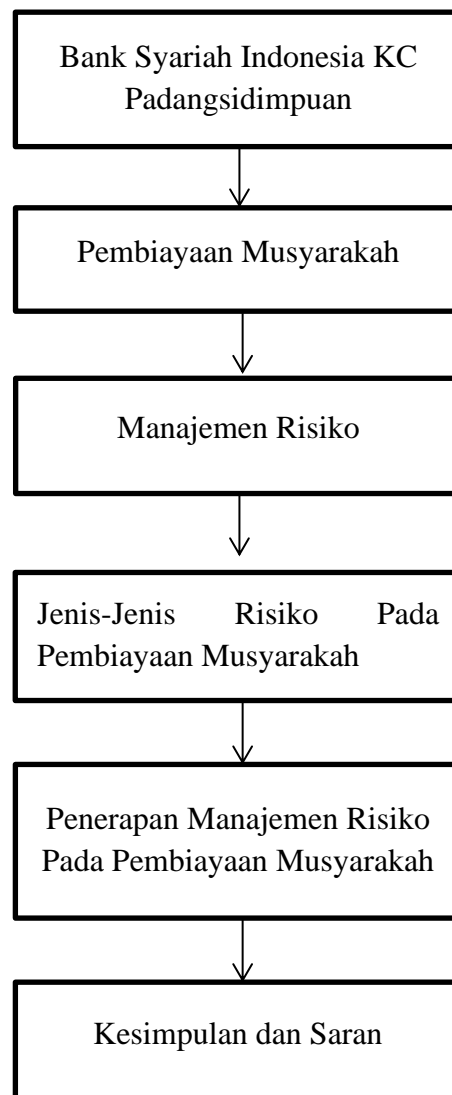 Bank Syariah Indonesia KC
Padangsidimpuan
Pembiayaan Musyarakah
Manajemen Risiko
Jenis-Jenis Risiko Pada
Pembiayaan Musyarakah
Penerapan Manajemen Risiko
Pada Pembiayaan Musyarakah
Kesimpulan dan Saran